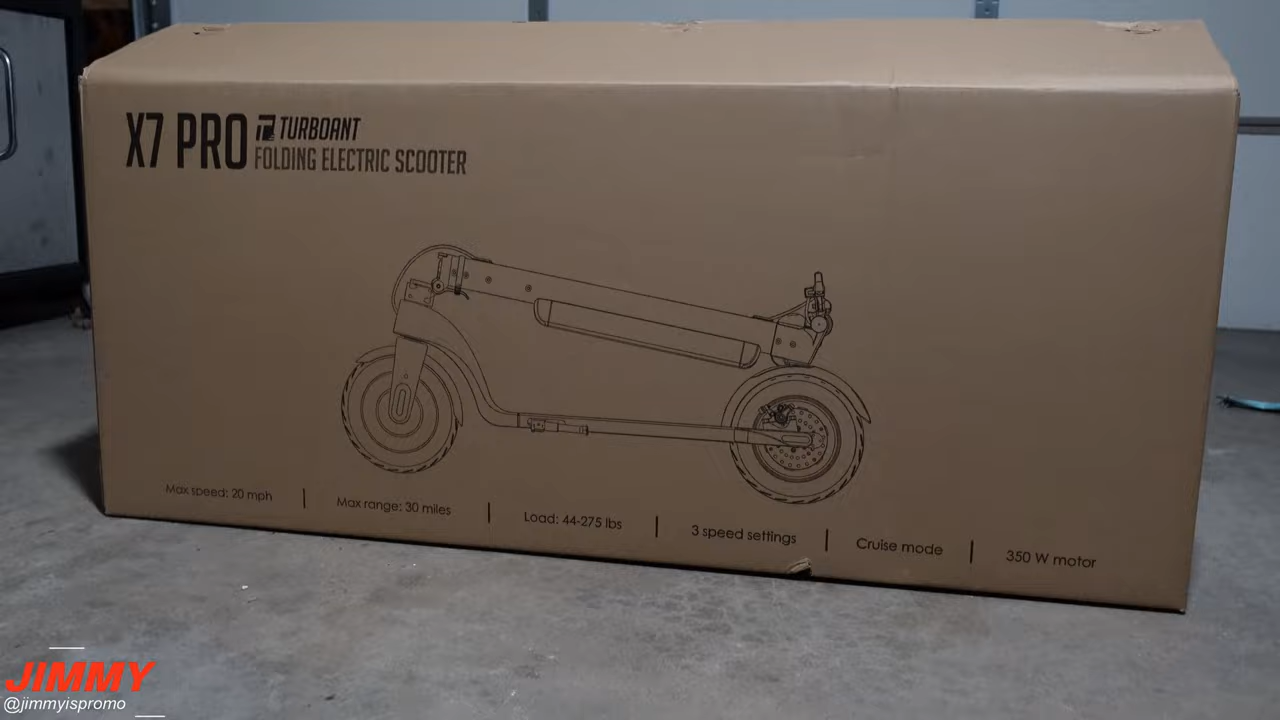 X7 PRO TURBOANT
FOLDING ELECTRIC SCOOTER
Max speed: 20 mph | Max range: 30 miles | Load: 44-275 lbs | 3 speed settings | Cruise mode | 350 W motor
JIMMY
@jimmyispromo